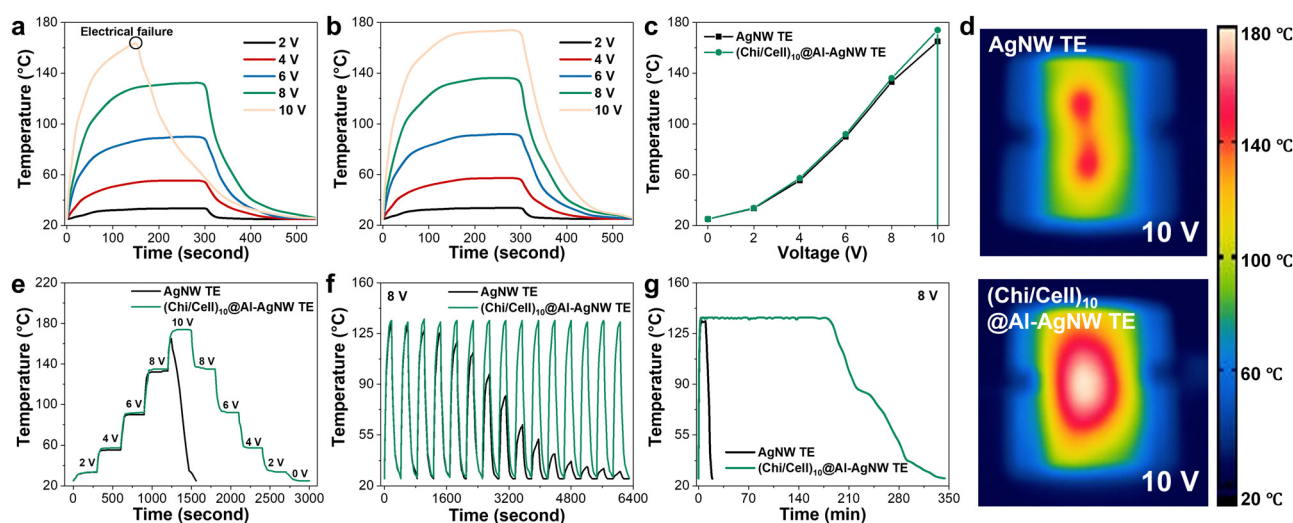 a
Electrical failure
2 V
4 V
6 V
8 V
10 V
Temperature (°C)
180
140
100
60
20
0 100 200 300 400 500
Time (second)
b
2 V
4 V
6 V
8 V
10 V
Temperature (°C)
180
140
100
60
20
0 100 200 300 400 500
Time (second)
c
AgNW TE
(Chi/Cell)10@Al-AgNW TE
Temperature (°C)
180
140
100
60
20
0 2 4 6 8 10
Voltage (V)
d
AgNW TE
10 V
(Chi/Cell)10
@Al-AgNW TE
10 V
180 °C
140 °C
100 °C
60 °C
20 °C
e
AgNW TE
(Chi/Cell)10@Al-AgNW TE
Temperature (°C)
220
180
140
100
60
20
2 V
4 V
6 V
8 V
10 V
8 V
6 V
4 V
2 V
0 V
0 500 1000 1500 2000 2500 3000
Time (second)
f
8 V
AgNW TE
(Chi/Cell)10@Al-AgNW TE
Temperature (°C)
160
125
90
55
20
0 1600 3200 4800 6400
Time (second)
g
8 V
Temperature (°C)
160
125
90
55
20
AgNW TE
(Chi/Cell)10@Al-AgNW TE
0 70 140 210 280 350
Time (min)